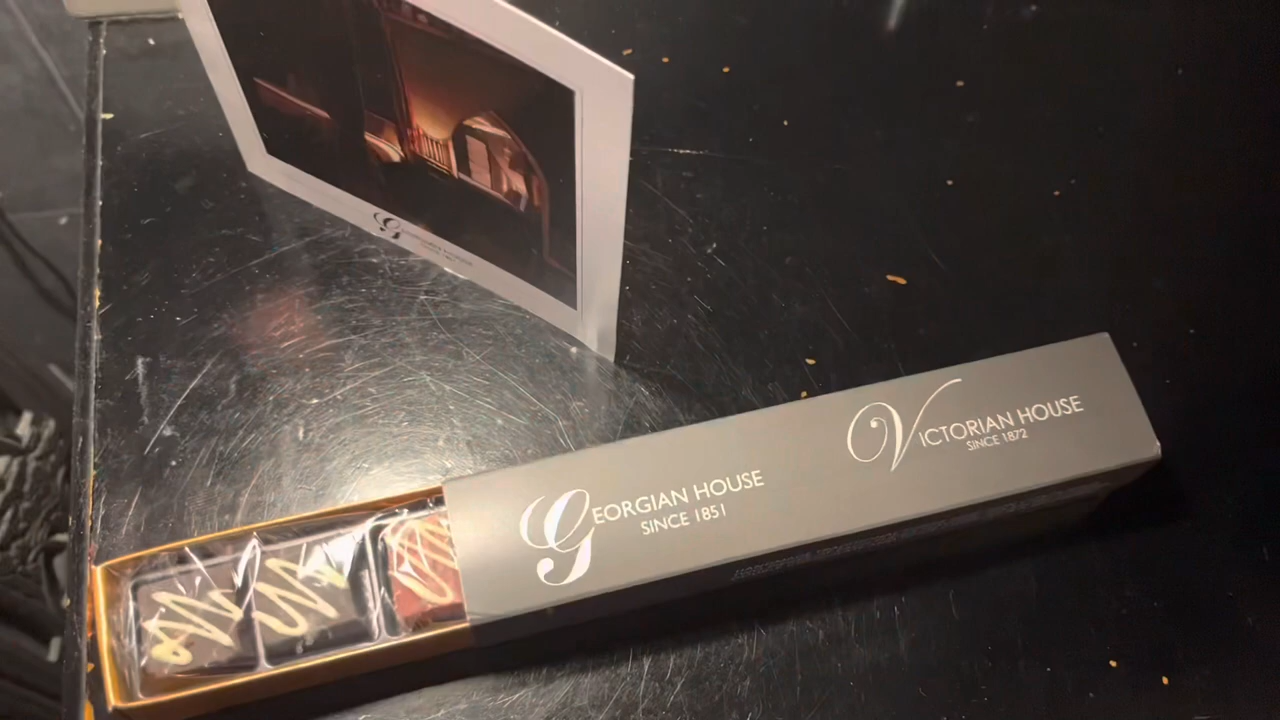 GEORGIAN HOUSE
SINCE 1851
VICTORIAN HOUSE
SINCE 1872